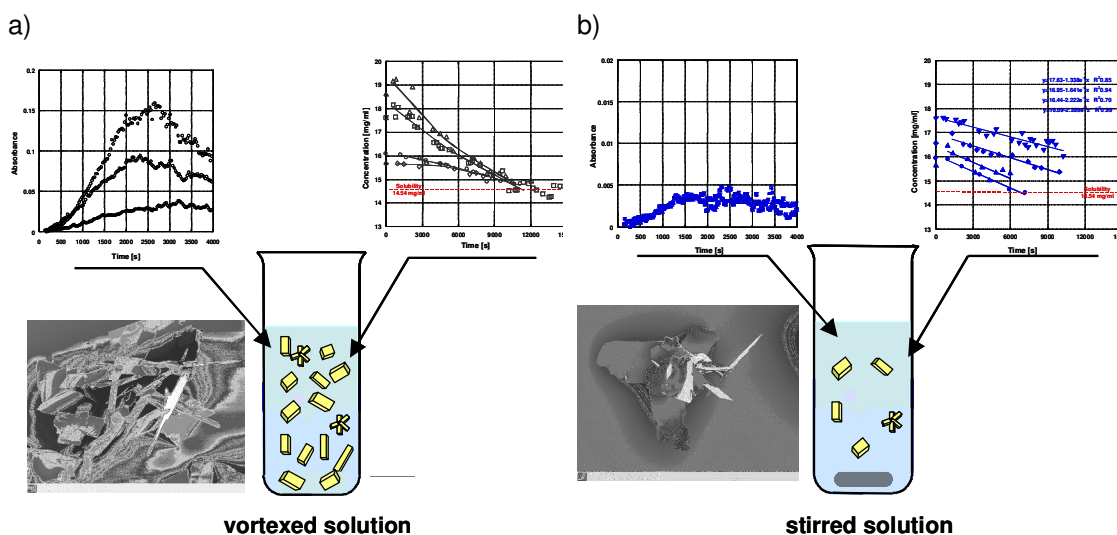 a)
b)
0.2
0.15
0.1
0.05
0
Absorbance
0 500 1000 1500 2000 2500 3000 3500 4000
Time [s]
20
19
18
17
16
15
14
13
Concentration [mg/ml]
Solubility
14.54 mg/ml
0 3000 6000 9000 12000
Time [s]
0.02
0.015
0.01
0.005
0
Absorbance
0 500 1000 1500 2000 2500 3000 3500 4000
Time [s]
20
19
18
17
16
15
14
13
Concentration [mg/ml]
Solubility
mg/ml
0 3000 6000 9000 12000
Time [s]
vortexed solution
stirred solution